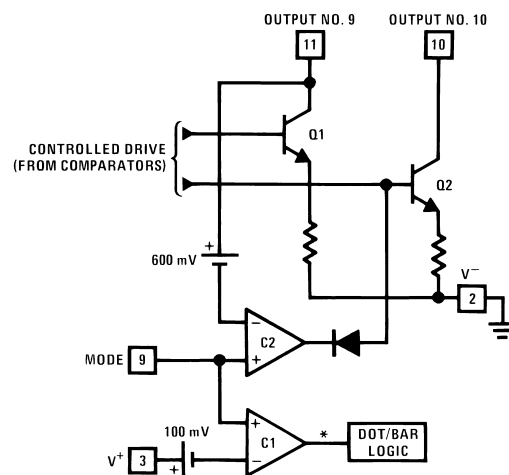 OUTPUT NO. 9
OUTPUT NO. 10
11
10
CONTROLLED DRIVE
(FROM COMPARATORS)
Q1
Q2
+
600 mV
V−
2
−
C2
+
MODE 9
+
100 mV
C1
*
DOT/BAR
LOGIC
V+ 3
+
−